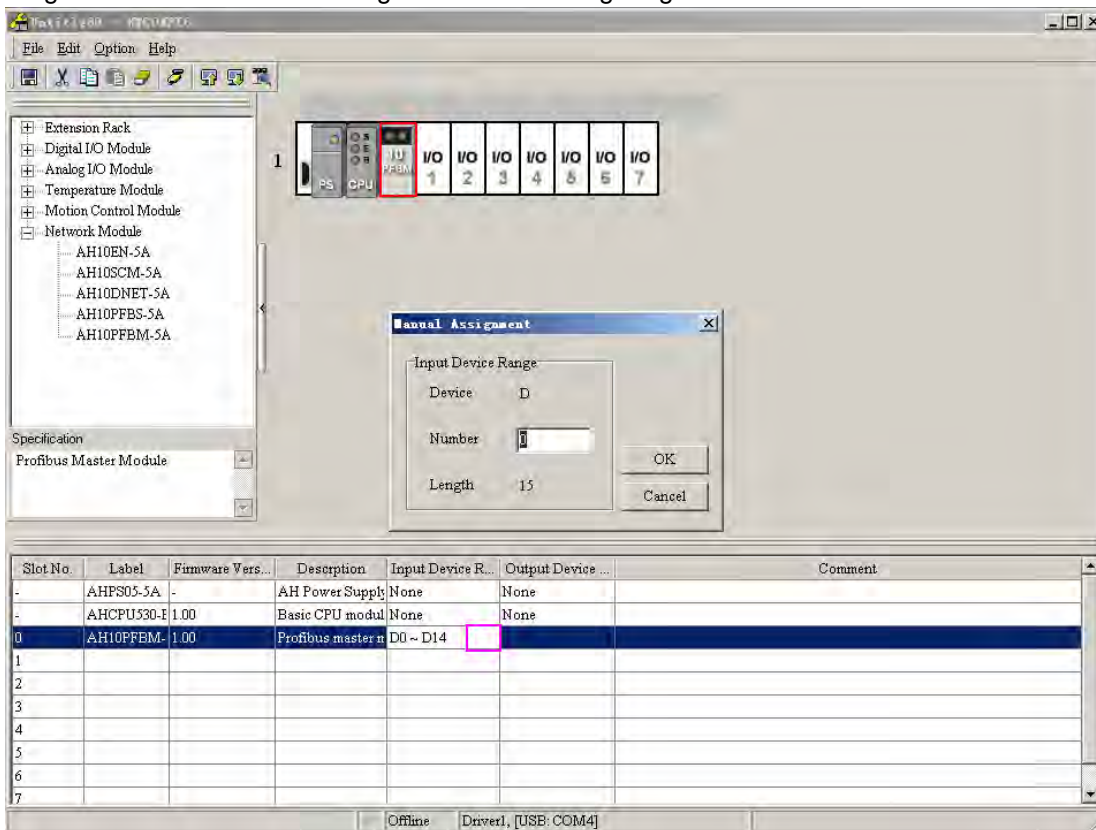 File Edit Option Help
Extension Rack
Digital I/O Module
Analog I/O Module
Temperature Module
Motion Control Module
Network Module
AH10EN-5A
AH10SCM-5A
AH10DNET-5A
AH10PFBS-5A
AH10PFBM-5A
Specification
Profibus Master Module
1
PS CPU PFBM I/O 1 I/O 2 I/O 3 I/O 4 I/O 5 I/O 6 I/O 7
Manual Assignment
Input Device Range
Device D
Number 0
Length 15
OK
Cancel
Slot No. Label Firmware Vers... Descrption Input Device R... Output Device ... Comment
- AHPS05-5A - AH Power Supply None None
- AHCPU530-E 1.00 Basic CPU modul None None
0 AH10PFBM- 1.00 Profibus master m D0 ~ D14
1
2
3
4
5
6
7
Offline Driver1, [USB: COM4]